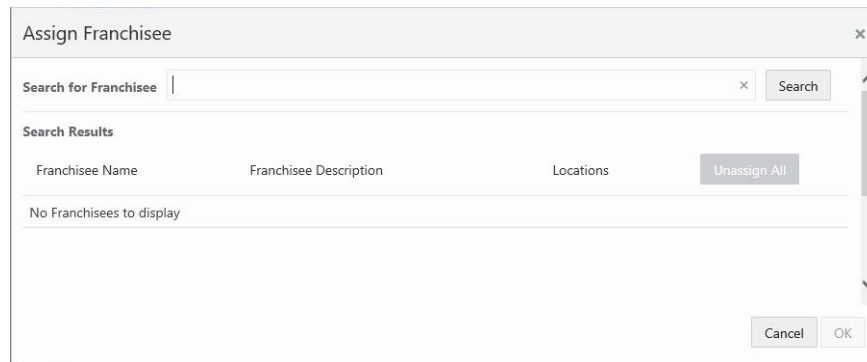 Assign Franchisee ×
Search for Franchisee × Search
Search Results
Franchisee Name Franchisee Description Locations Unassign All
No Franchisees to display
Cancel OK